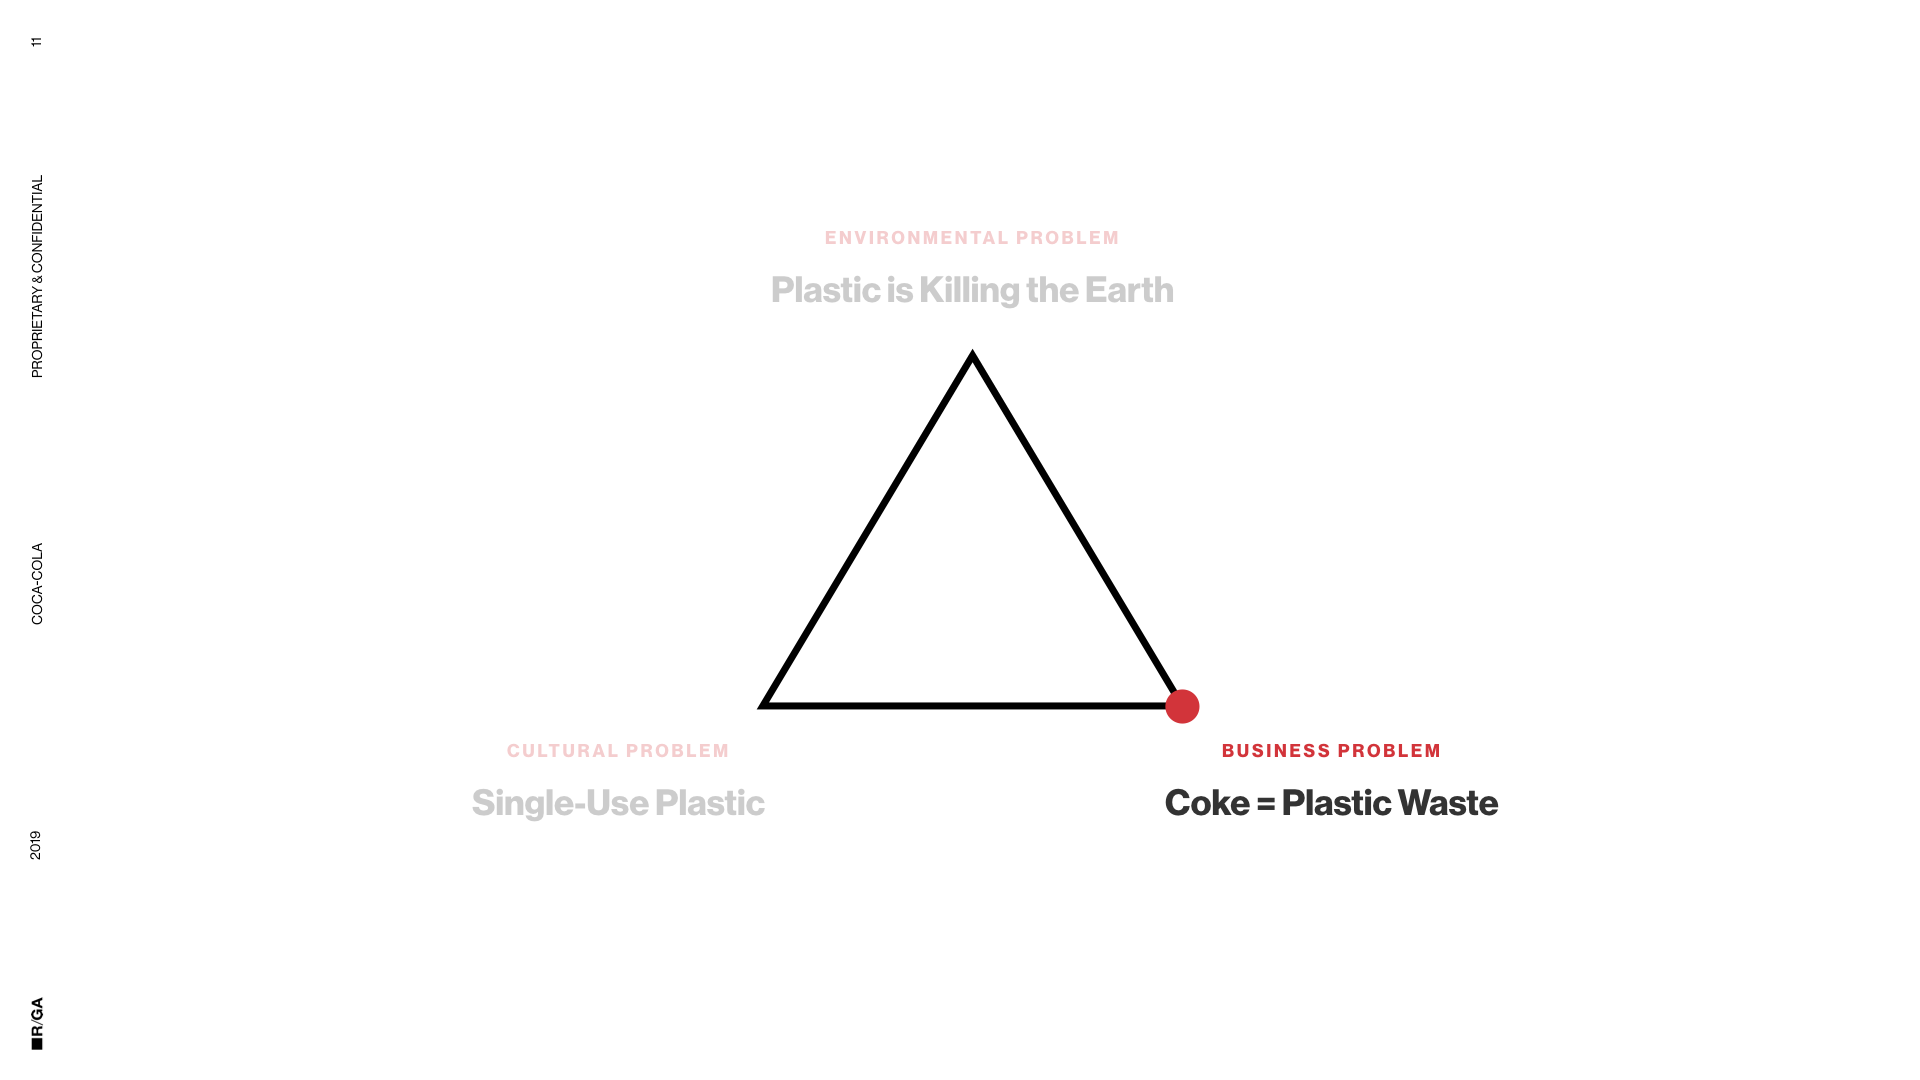 11
PROPRIETARY & CONFIDENTIAL
COCA-COLA
2019
R/GA
ENVIRONMENTAL PROBLEM
Plastic is Killing the Earth
CULTURAL PROBLEM
Single-Use Plastic
BUSINESS PROBLEM
Coke = Plastic Waste